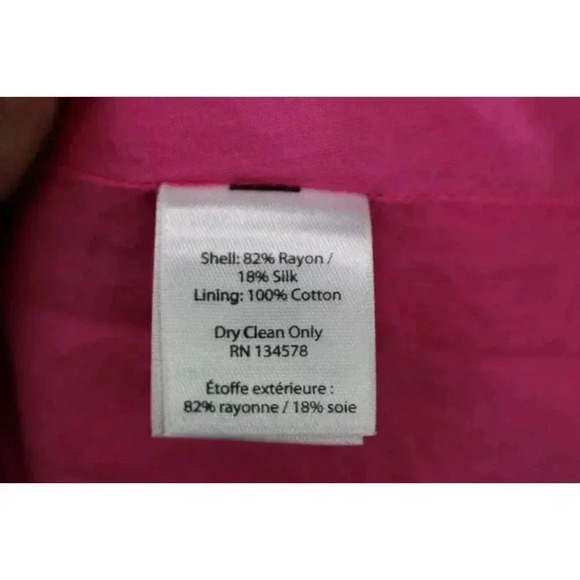 Shell: 82% Rayon /
18% Silk
Lining: 100% Cotton
Dry Clean Only
RN 134578
Étoffe extérieure :
82% rayonne / 18% soie